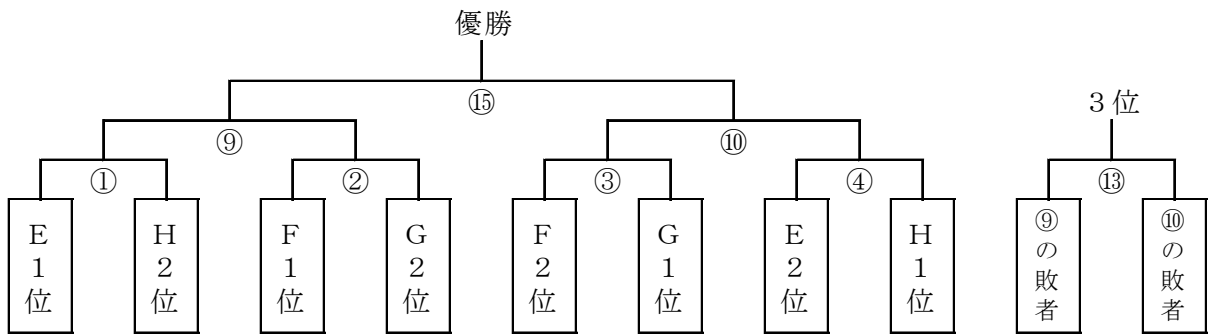 優勝
⑮
3位
⑨
⑩
①
②
③
④
⑬
E1位
H2位
F1位
G2位
F2位
G1位
E2位
H1位
⑨の敗者
⑩の敗者